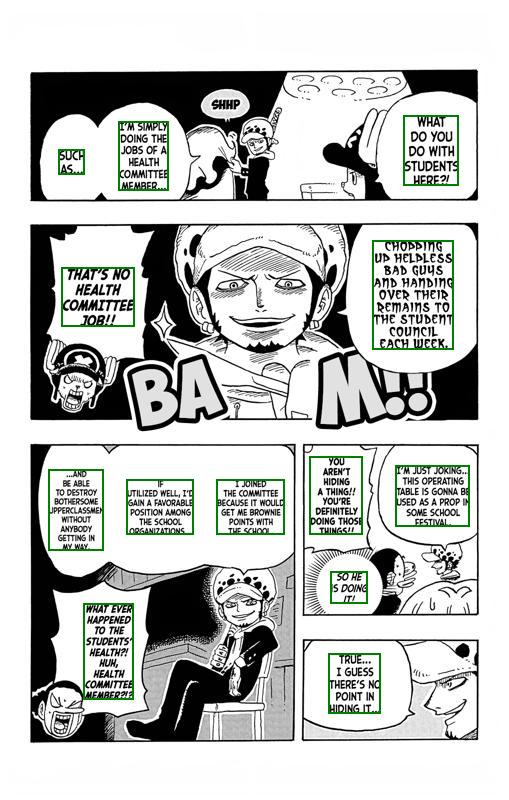 WHAT
DO YOU
DO WITH
STUDENTS
HERE?!
SHHP
I'M SIMPLY
DOING THE
JOBS OF A
HEALTH
COMMITTEE
MEMBER...
SUCH
AS...
CHOPPING
UP HELPLESS
BAD GUYS
AND HANDING
OVER THEIR
REMAINS TO
THE STUDENT
COUNCIL
EACH WEEK.
THAT'S NO
HEALTH
COMMITTEE
JOB!!
BAM!!
I'M JUST JOKING...
THIS OPERATING
TABLE IS GONNA BE
USED AS A PROP IN
SOME SCHOOL
FESTIVAL.
YOU
AREN'T
HIDING
A THING!!
YOU'RE
DEFINITELY
DOING THOSE
THINGS!!
SO HE
IS DOING
IT!
TRUE...
I GUESS
THERE'S NO
POINT IN
HIDING IT...
I JOINED
THE COMMITTEE
BECAUSE IT WOULD
GET ME BROWNIE
POINTS WITH
THE SCHOOL.
IF
UTILIZED WELL, I'D
GAIN A FAVORABLE
POSITION AMONG
THE SCHOOL
ORGANIZATIONS...
...AND
BE ABLE
TO DESTROY
BOTHERSOME
UPPERCLASSMEN
WITHOUT
ANYBODY
GETTING IN
MY WAY.
WHAT EVER
HAPPENED
TO THE
STUDENTS'
HEALTH?!
HUH,
HEALTH
COMMITTEE
MEMBER?!?